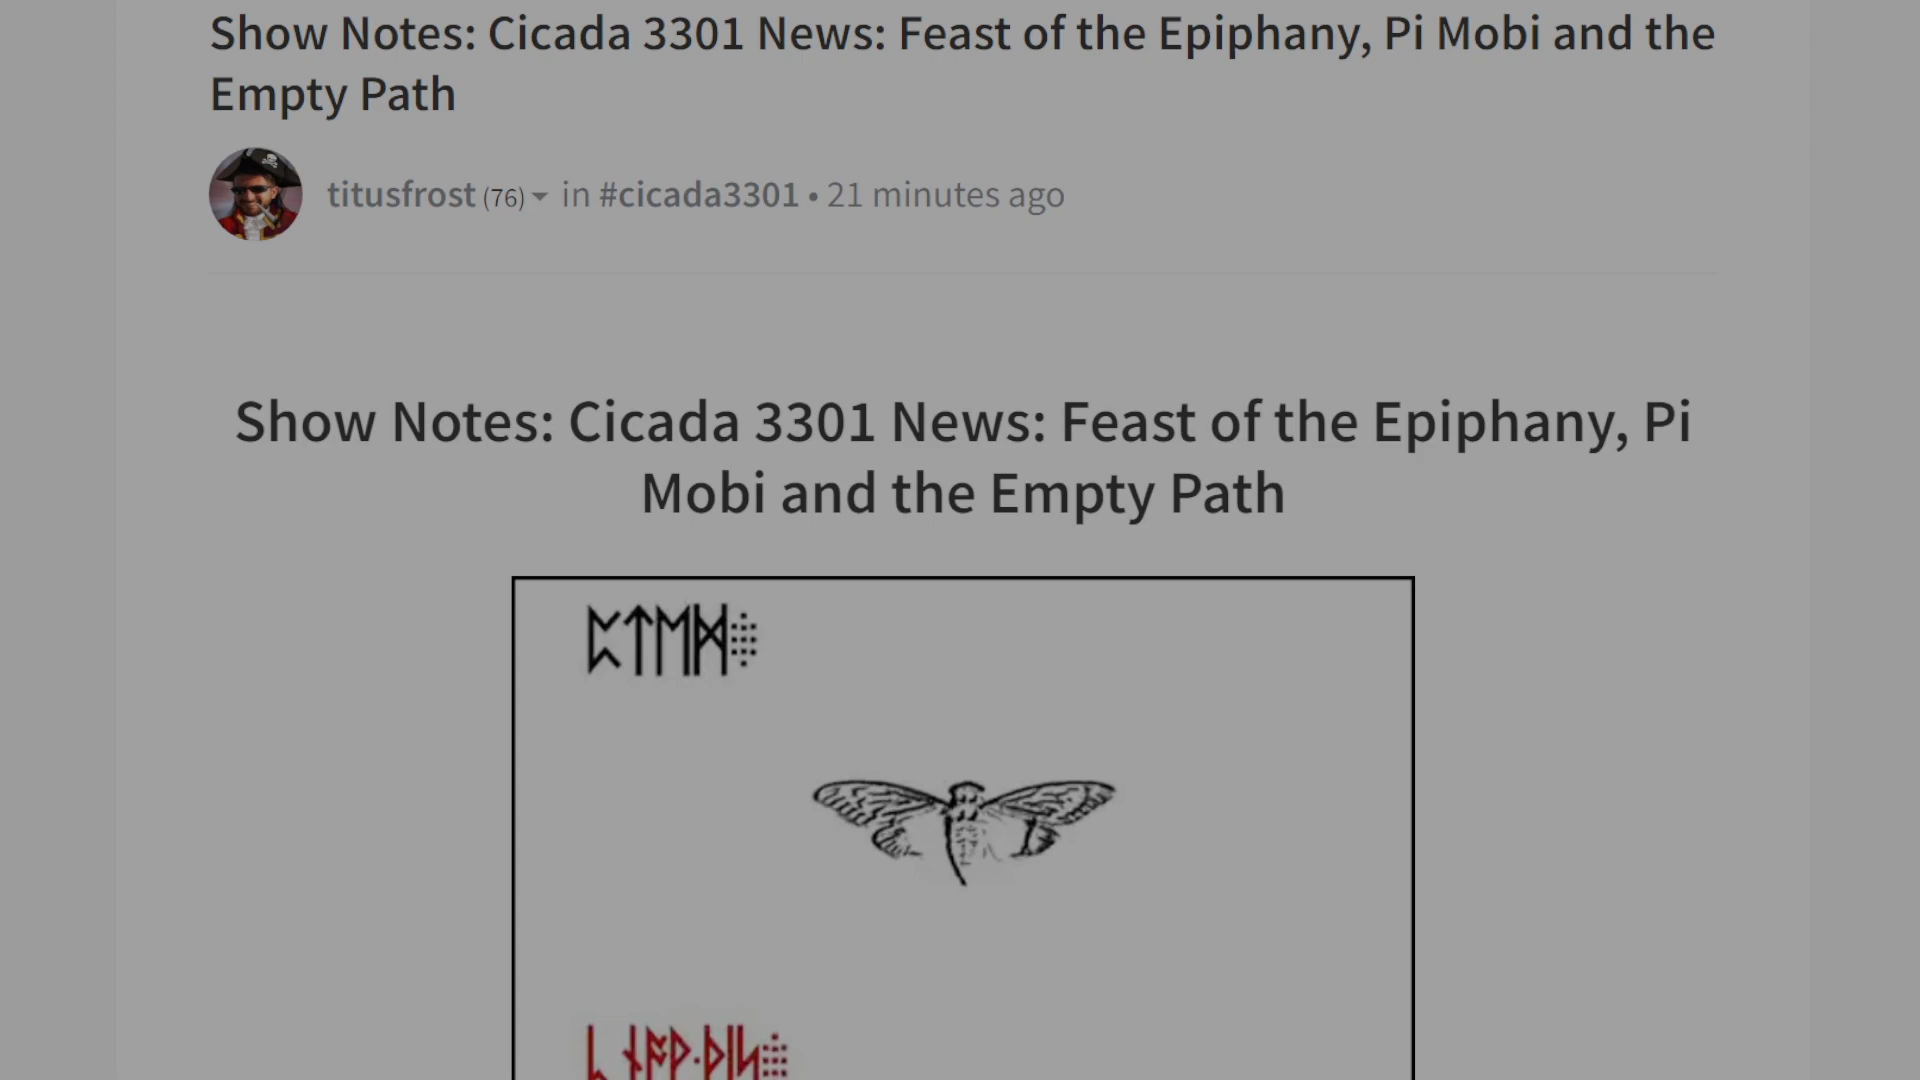 Show Notes: Cicada 3301 News: Feast of the Epiphany, Pi Mobi and the
Empty Path
titusfrost (76) in #cicada3301 • 21 minutes ago
Show Notes: Cicada 3301 News: Feast of the Epiphany, Pi
Mobi and the Empty Path
ᛈᛏᛖᛞ